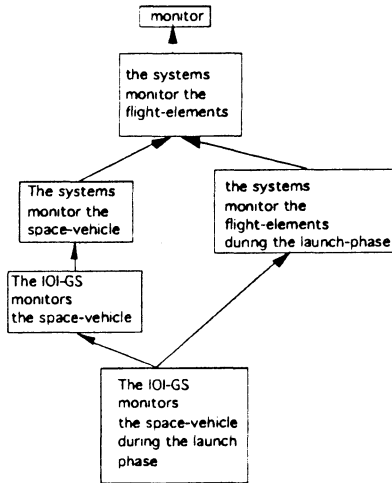 monitor
the systems
monitor the
flight-elements
The systems
monitor the
space-vehicle
the systems
monitor the
flight-elements
during the launch-phase
The IOI-GS
monitors
the space-vehicle
The IOI-GS
monitors
the space-vehicle
during the launch
phase